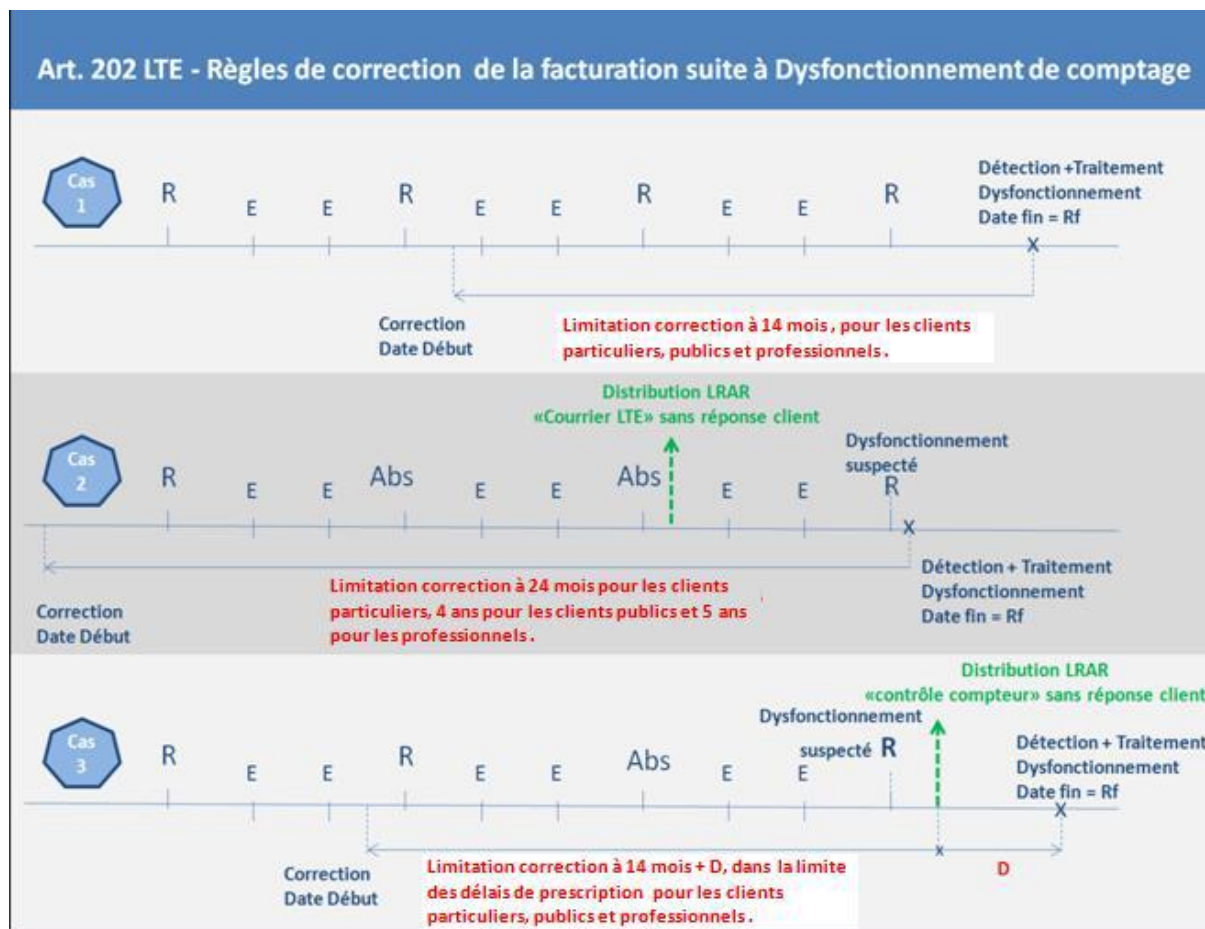 Art. 202 LTE - Règles de correction de la facturation suite à Dysfonctionnement de comptage
Cas
1
R
E
E
R
E
E
R
E
E
R
Détection +Traitement
Dysfonctionnement
Date fin = Rf
X
Correction
Date Début
Limitation correction à 14 mois , pour les clients
particuliers, publics et professionnels .
Distribution LRAR
«Courrier LTE» sans réponse client
Cas
2
R
E
E
Abs
E
E
Abs
E
E
Dysfonctionnement
suspecté
R
X
Correction
Date Début
Limitation correction à 24 mois pour les clients
particuliers, 4 ans pour les clients publics et 5 ans
pour les professionnels .
Détection + Traitement
Dysfonctionnement
Date fin = Rf
Distribution LRAR
«contrôle compteur» sans réponse client
Cas
3
R
E
E
R
E
E
Abs
E
E
Dysfonctionnement
suspecté R
Détection + Traitement
Dysfonctionnement
Date fin = Rf
X
x
Correction
Date Début
Limitation correction à 14 mois + D, dans la limite
des délais de prescription pour les clients
particuliers, publics et professionnels .
D